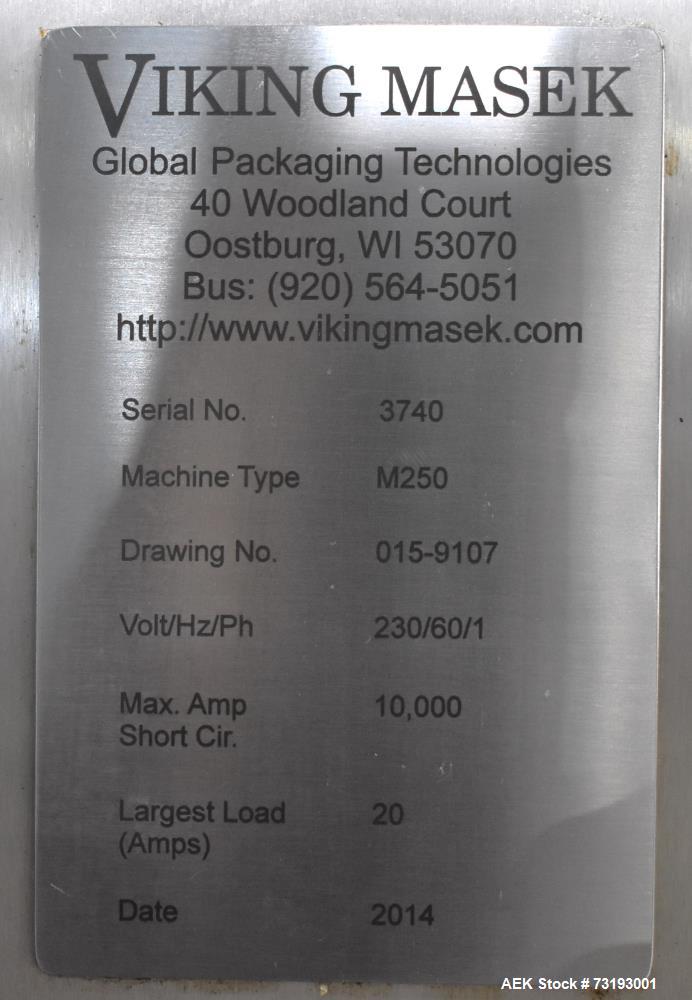 VIKING MASEK
Global Packaging Technologies
40 Woodland Court
Oostburg, WI 53070
Bus: (920) 564-5051
http://www.vikingmasek.com
Serial No. 3740
Machine Type M250
Drawing No. 015-9107
Volt/Hz/Ph 230/60/1
Max. Amp 10,000
Short Cir.
Largest Load 20
(Amps)
Date 2014
AEK Stock # 73193001